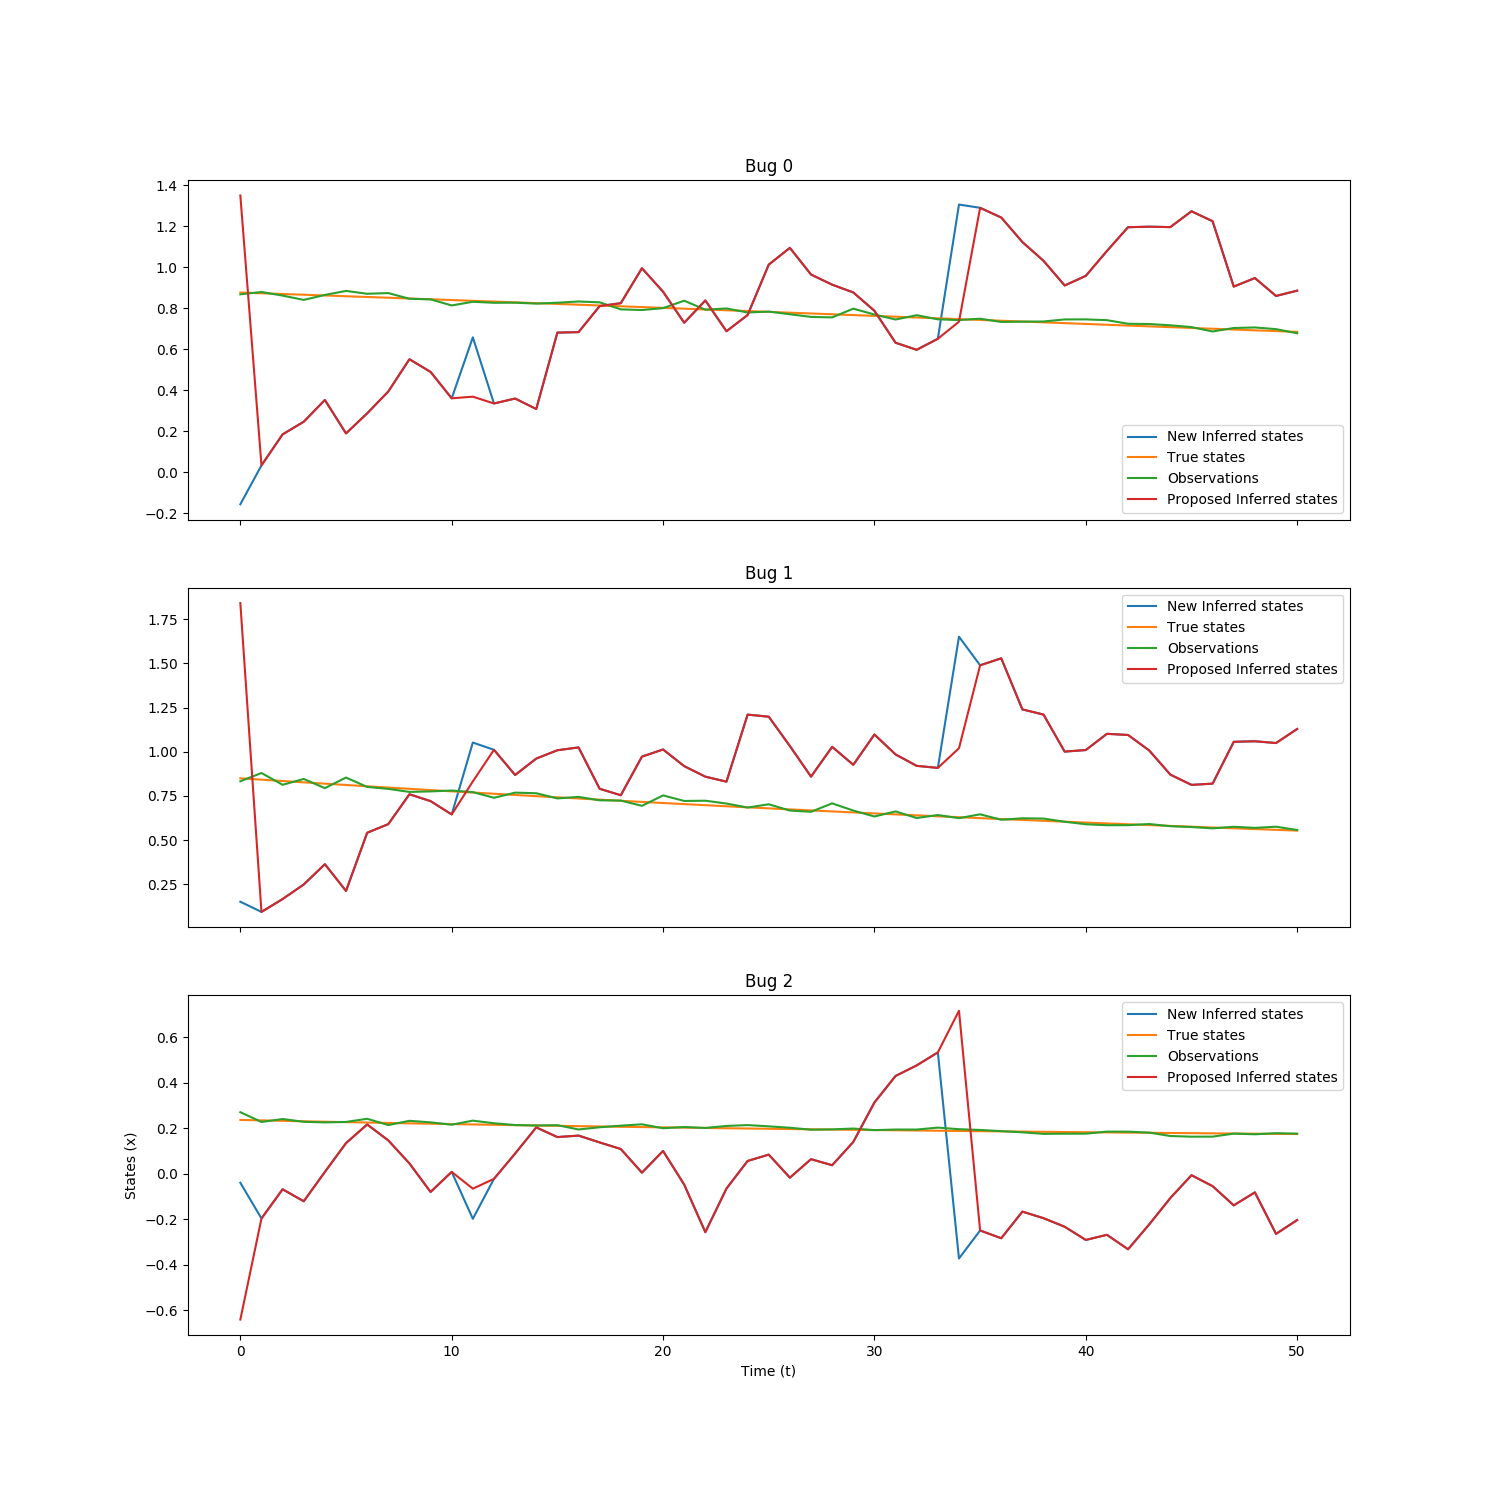 Bug 0
1.4
1.2
1.0
0.8
0.6
0.4
0.2
0.0
−0.2
New Inferred states
True states
Observations
Proposed Inferred states
Bug 1
1.75
1.50
1.25
1.00
0.75
0.50
0.25
New Inferred states
True states
Observations
Proposed Inferred states
Bug 2
0.6
0.4
0.2
0.0
−0.2
−0.4
−0.6
States (x)
New Inferred states
True states
Observations
Proposed Inferred states
0 10 20 30 40 50
Time (t)